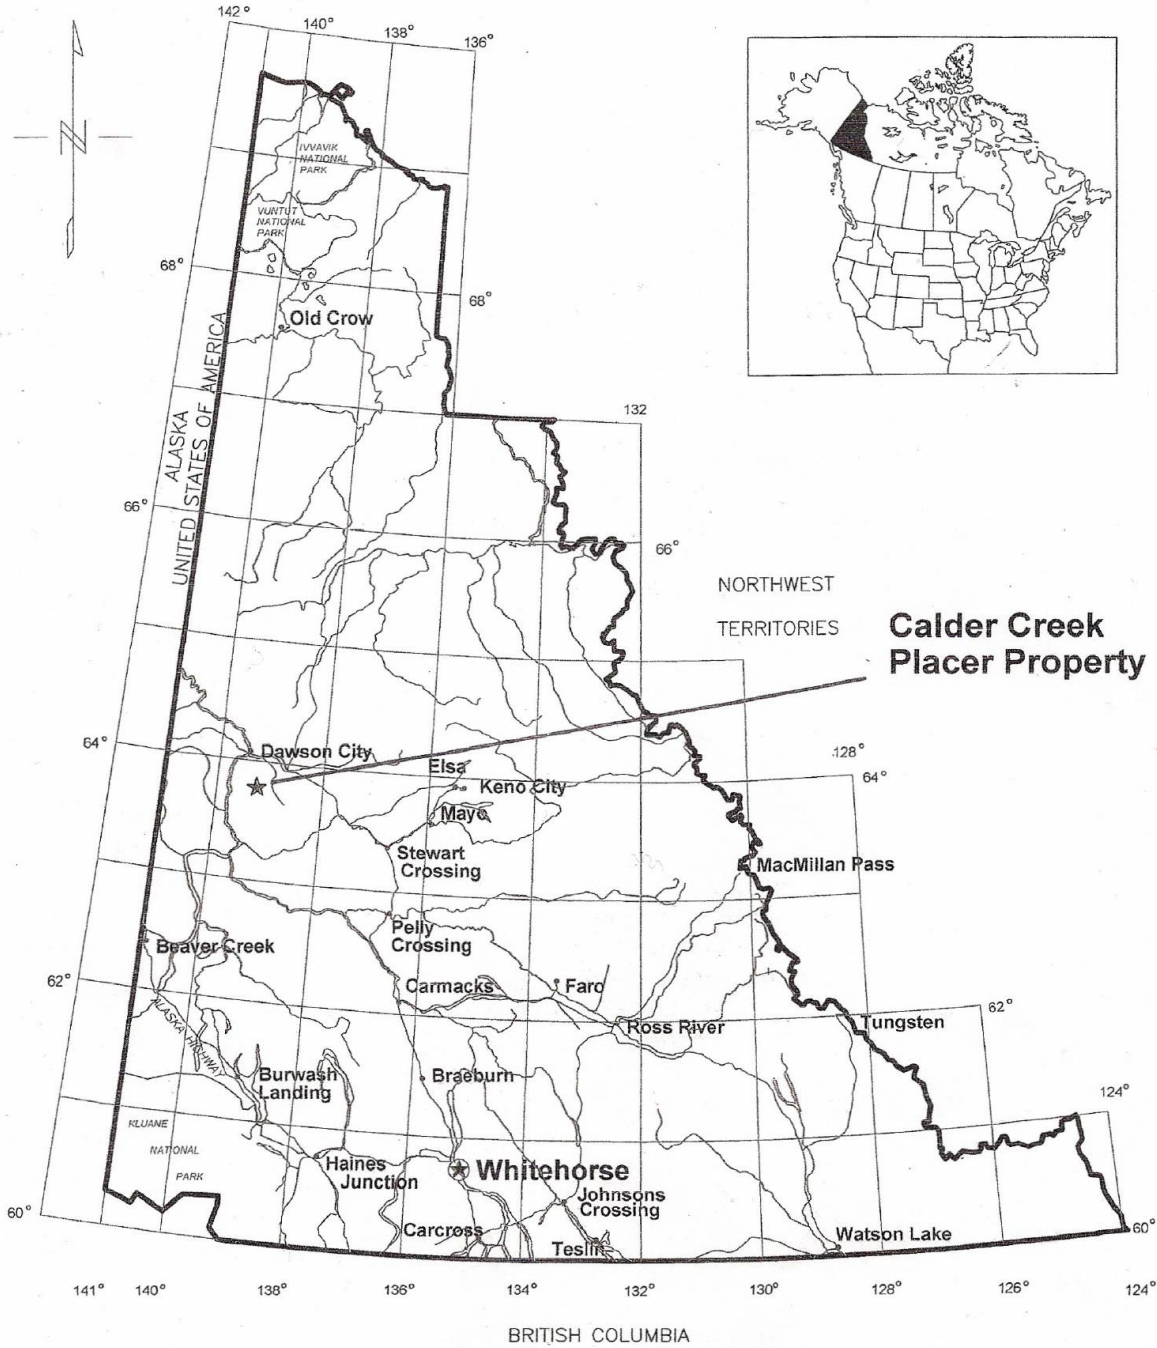 142°
140°
138°
136°
N
IVVAVIK
NATIONAL
PARK
VUNTUT
NATIONAL
PARK
68°
68°
Old Crow
ALASKA
UNITED STATES OF AMERICA
132
66°
66°
NORTHWEST
TERRITORIES
Calder Creek
Placer Property
64°
Dawson City
128°
64°
Elsa
Keno City
Mayo
Stewart
Crossing
MacMillan Pass
Pelly
Crossing
Beaver Creek
62°
Carmacks
Faro
62°
Ross River
Tungsten
ALASKA HIGHWAY
Burwash
Landing
Braeburn
124°
KLUANE
NATIONAL
PARK
Haines
Junction
Whitehorse
Johnsons
Crossing
60°
Carcross
Teslin
Watson Lake
60°
141°
140°
138°
136°
134°
132°
130°
128°
126°
124°
BRITISH COLUMBIA